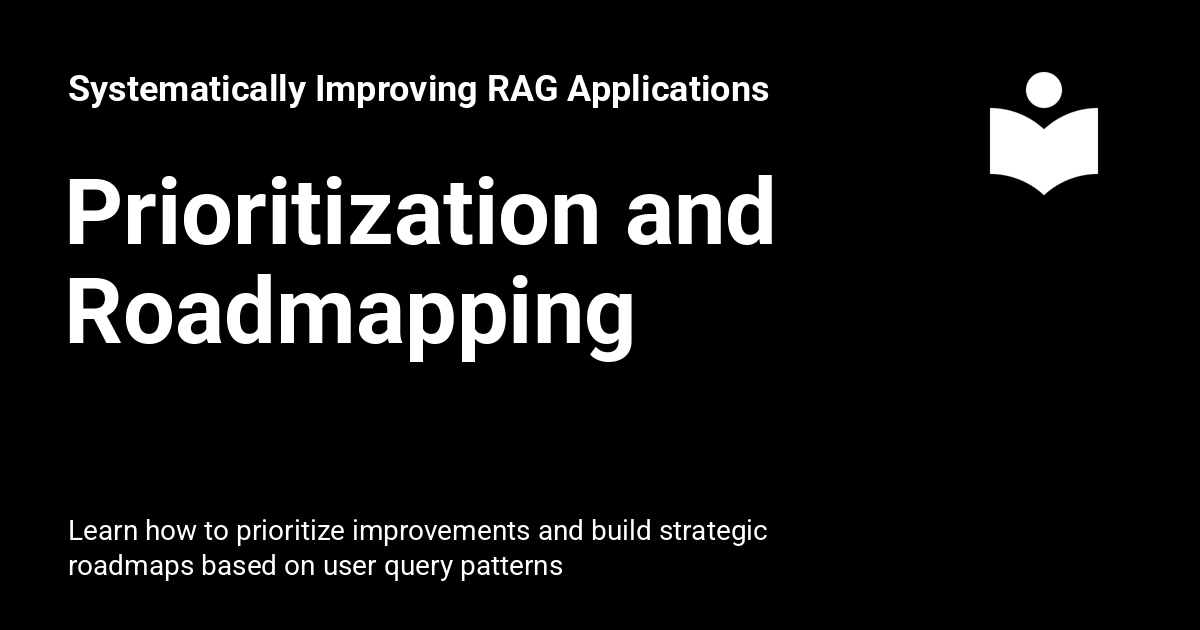 Systematically Improving RAG Applications
Prioritization and
Roadmapping
Learn how to prioritize improvements and build strategic
roadmaps based on user query patterns